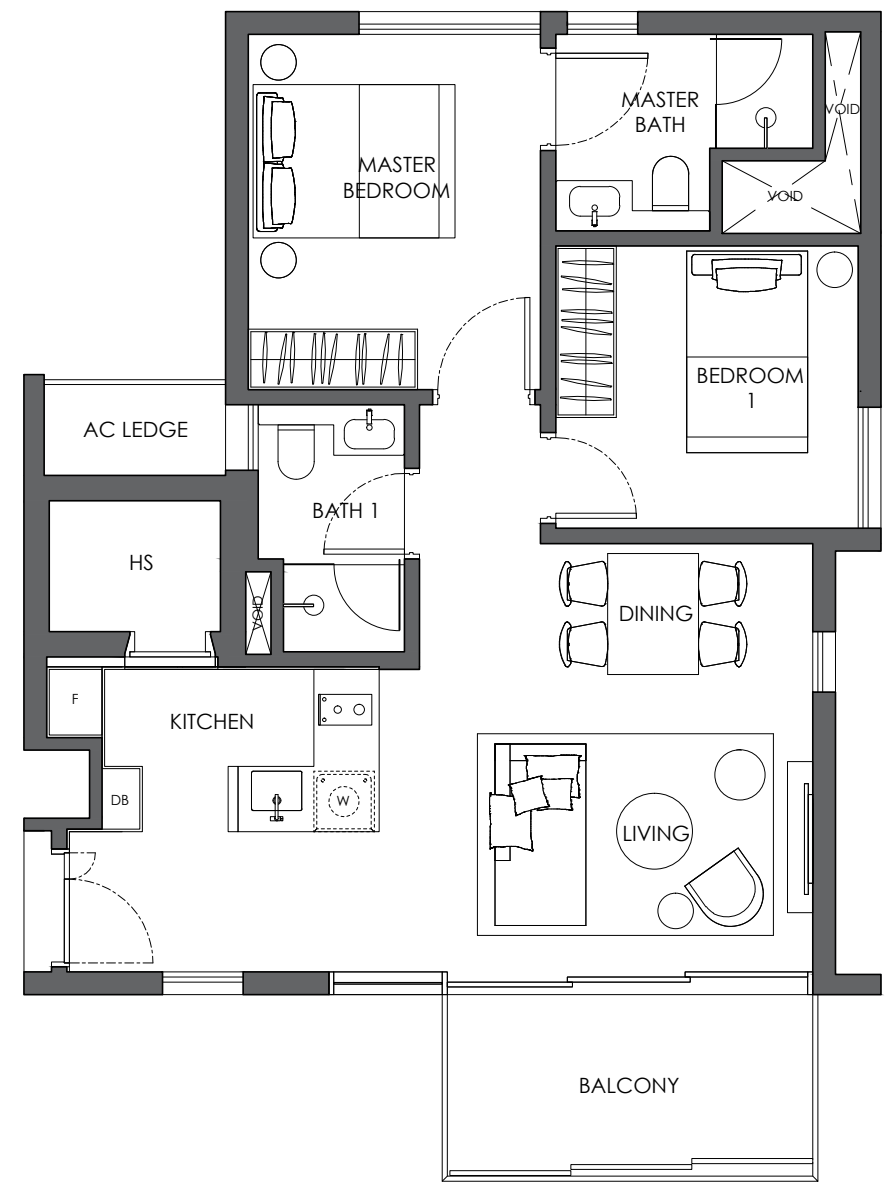 MASTER
BATH
VOID
MASTER
BEDROOM
VOID
BEDROOM
1
AC LEDGE
BATH 1
HS
VOID
DINING
F
KITCHEN
DB
W
LIVING
BALCONY